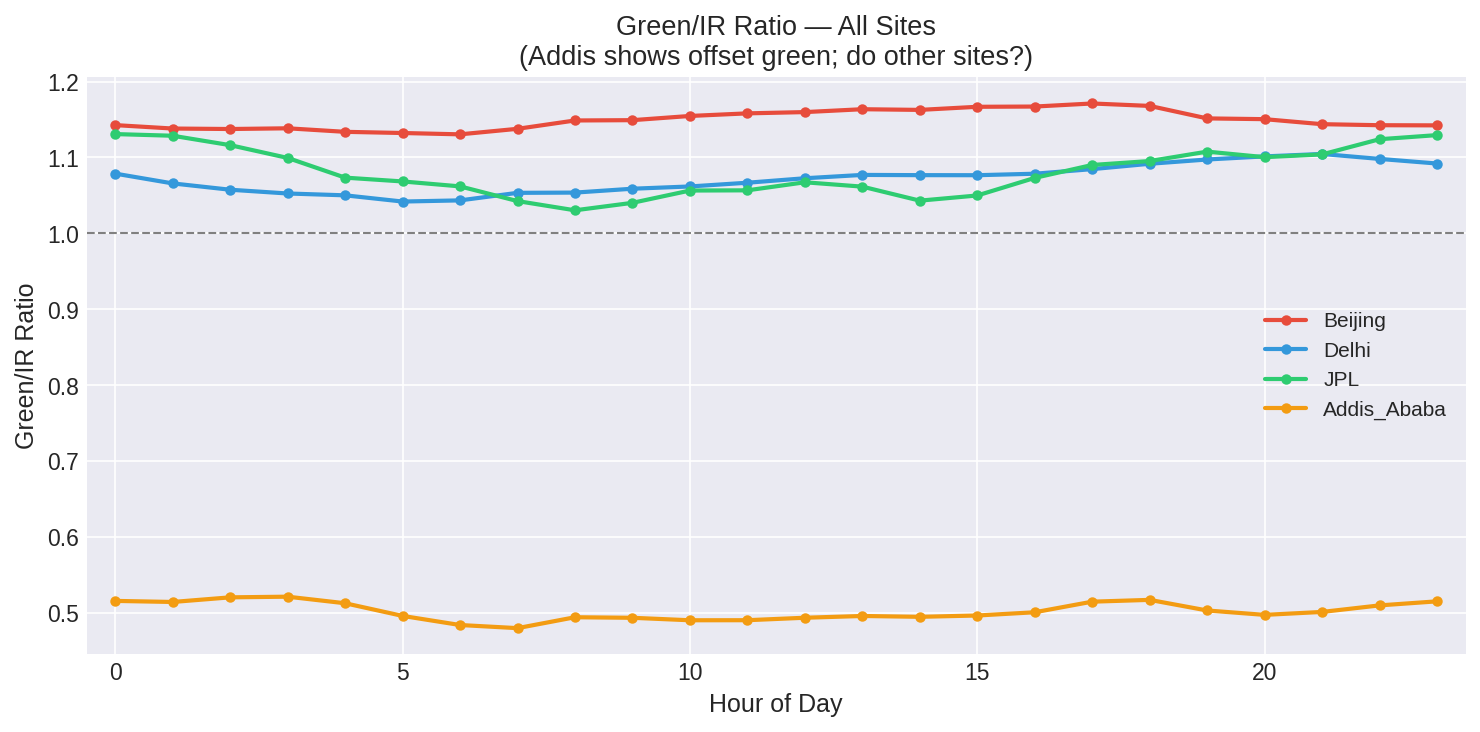 Green/IR Ratio — All Sites
(Addis shows offset green; do other sites?)
1.2
1.1
1.0
0.9
0.8
0.7
0.6
0.5
Green/IR Ratio
Beijing
Delhi
JPL
Addis_Ababa
0
5
10
15
20
Hour of Day